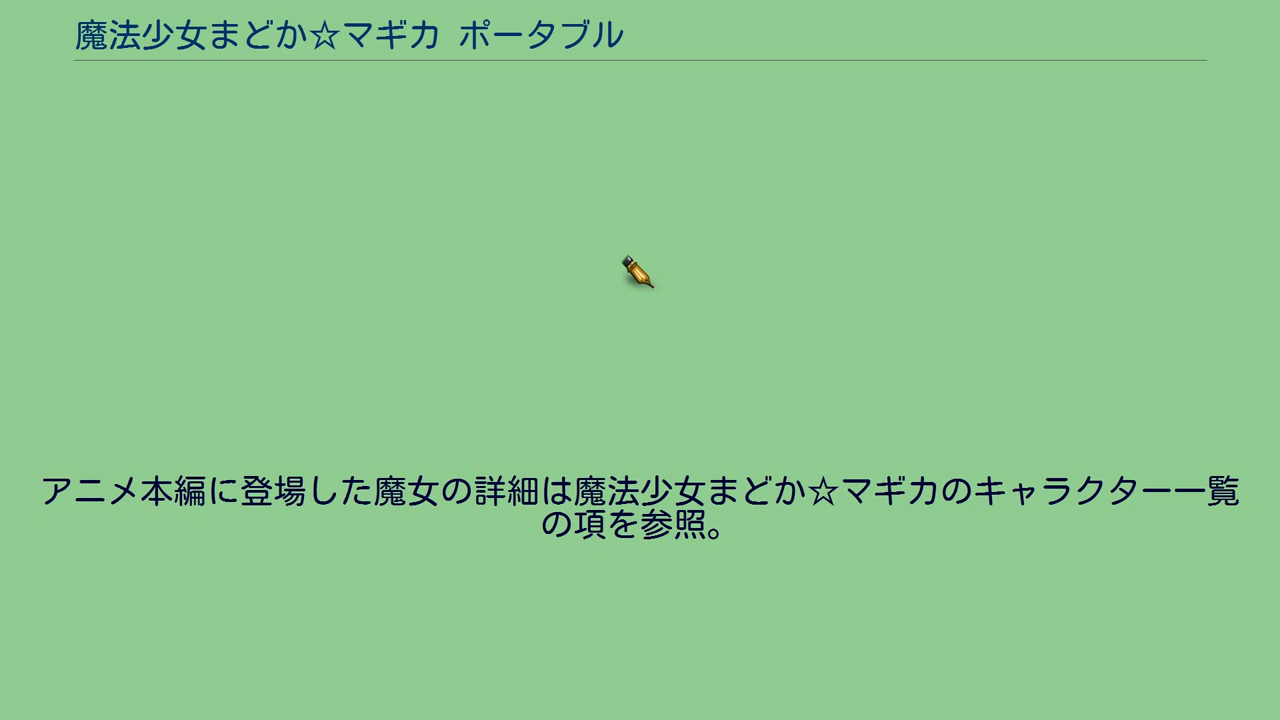 魔法少女まどか☆マギカ ポータブル
アニメ本編に登場した魔女の詳細は魔法少女まどか☆マギカのキャラクター一覧
の項を参照。